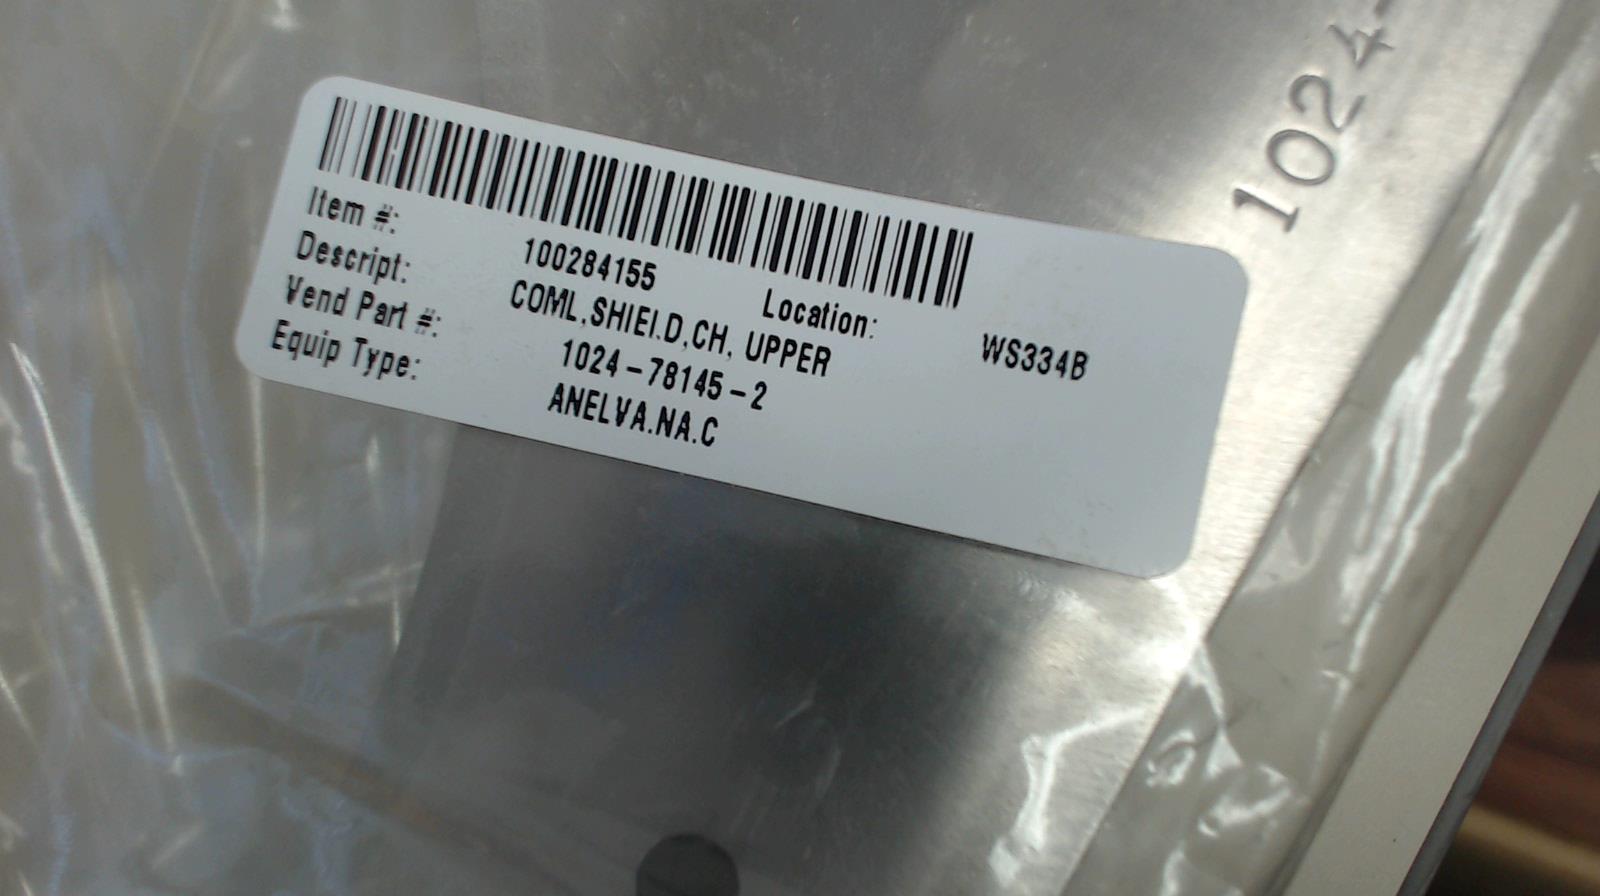 Item #: 100284155 Location: WS334B
Descript: COML,SHIELD,CH, UPPER
Vend Part #: 1024-78145-2
Equip Type: ANELVA.NA.C
1024-